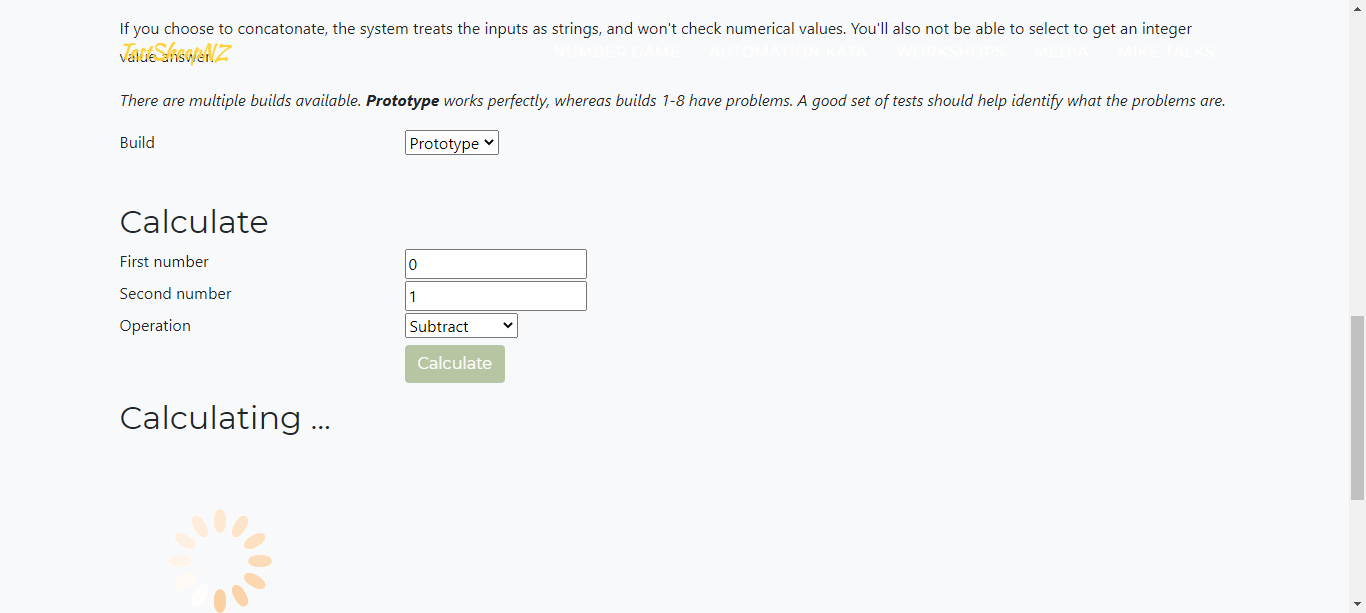 If you choose to concatonate, the system treats the inputs as strings, and won't check numerical values. You'll also not be able to select to get an integer
TestSheepNZ
NUMBER GAME AUTOMATION WORKSHOPS MEDIA MIKE TALKS
value answer.
There are multiple builds available. Prototype works perfectly, whereas builds 1-8 have problems. A good set of tests should help identify what the problems are.
Build Prototype
Calculate
First number 0
Second number 1
Operation Subtract
Calculate
Calculating ...